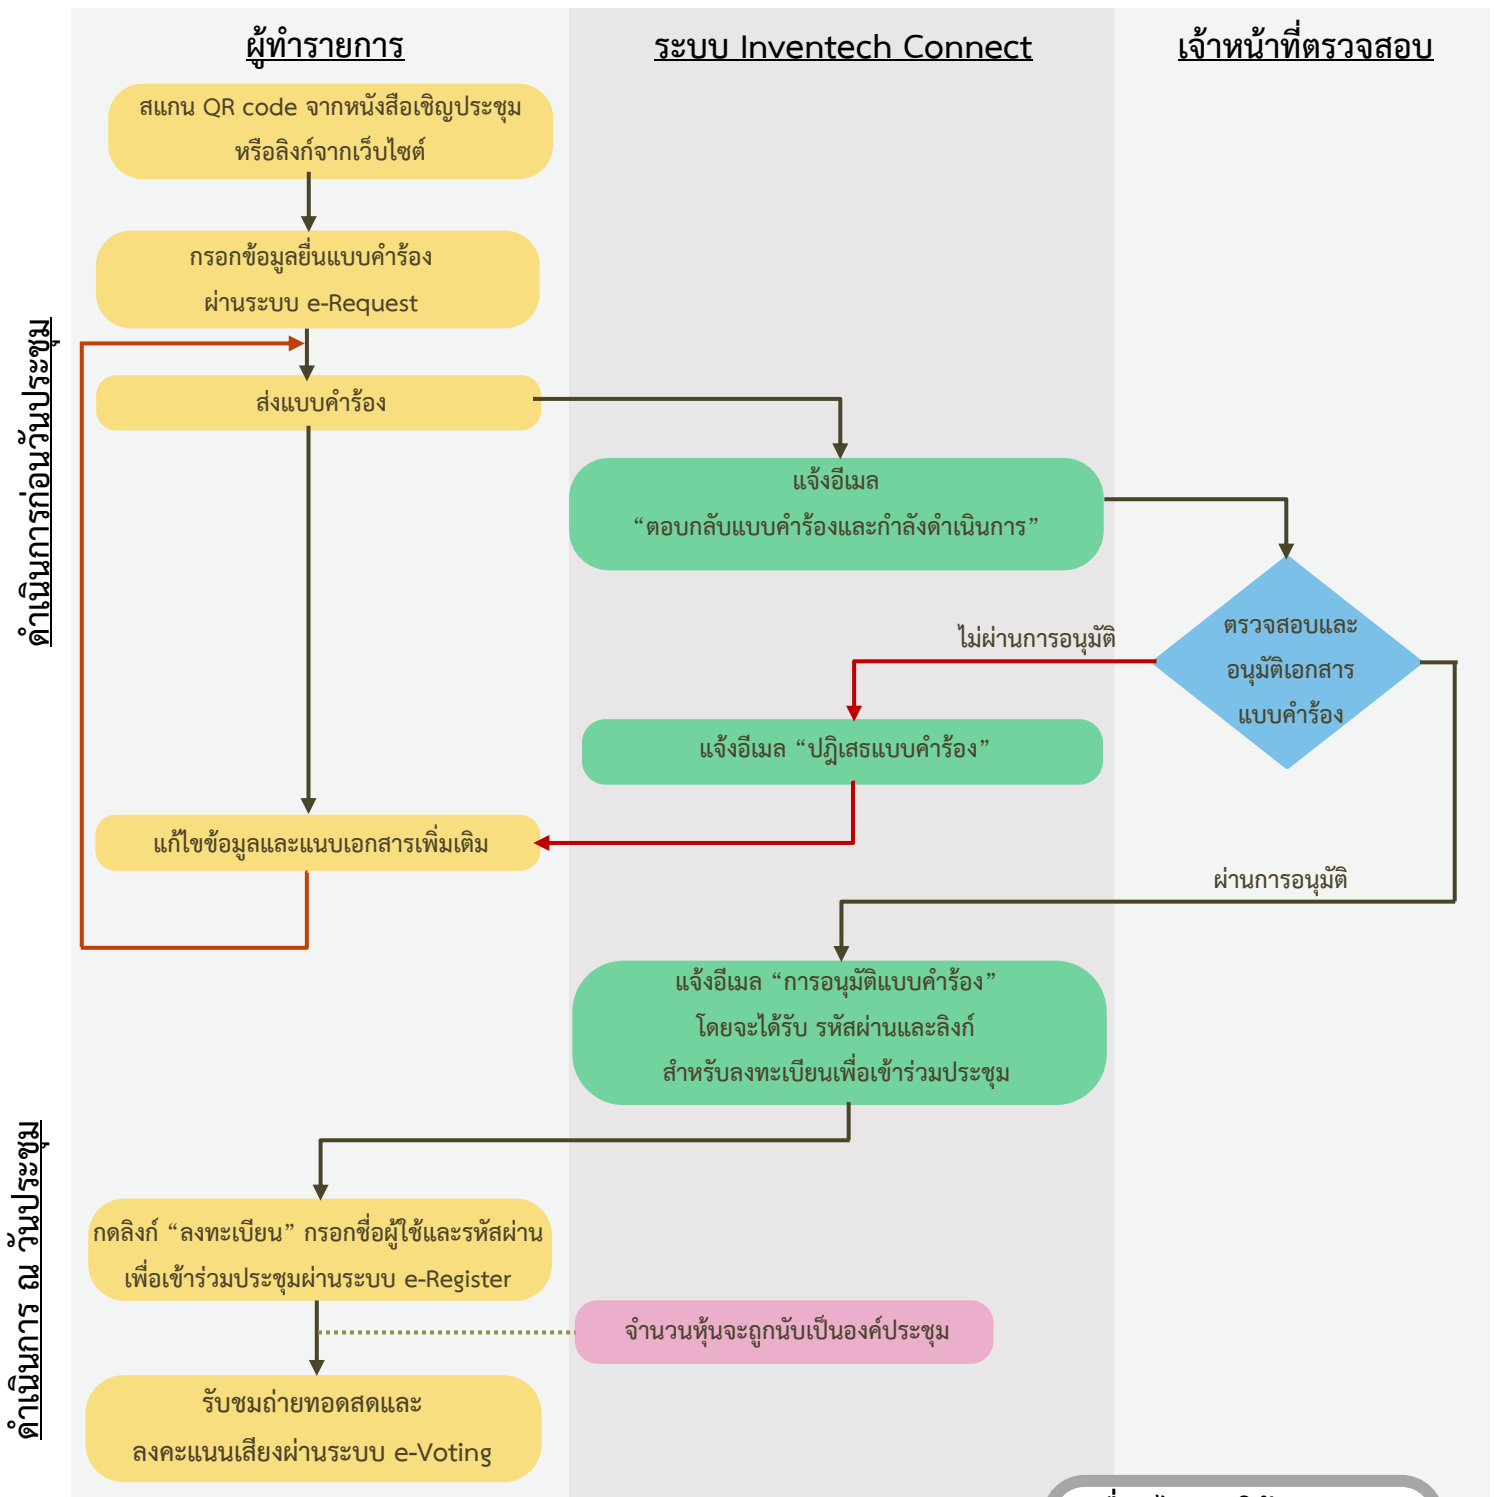 ผู้ทำรายการ
ระบบ Inventech Connect
เจ้าหน้าที่ตรวจสอบ
ดำเนินการก่อนวันประชุม
สแกน QR code จากหนังสือเชิญประชุม
หรือลิงก์จากเว็บไซต์
กรอกข้อมูลยื่นแบบคำร้อง
ผ่านระบบ e-Request
ส่งแบบคำร้อง
แจ้งอีเมล
“ตอบกลับแบบคำร้องและกำลังดำเนินการ”
ตรวจสอบและ
อนุมัติเอกสาร
แบบคำร้อง
ไม่ผ่านการอนุมัติ
แจ้งอีเมล “ปฏิเสธแบบคำร้อง”
แก้ไขข้อมูลและแนบเอกสารเพิ่มเติม
ผ่านการอนุมัติ
แจ้งอีเมล “การอนุมัติแบบคำร้อง”
โดยจะได้รับ รหัสผ่านและลิงก์
สำหรับลงทะเบียนเพื่อเข้าร่วมประชุม
ดำเนินการ ณ วันประชุม
กดลิงก์ “ลงทะเบียน” กรอกชื่อผู้ใช้และรหัสผ่าน
เพื่อเข้าร่วมประชุมผ่านระบบ e-Register
จำนวนหุ้นจะถูกนับเป็นองค์ประชุม
รับชมถ่ายทอดสดและ
ลงคะแนนเสียงผ่านระบบ e-Voting